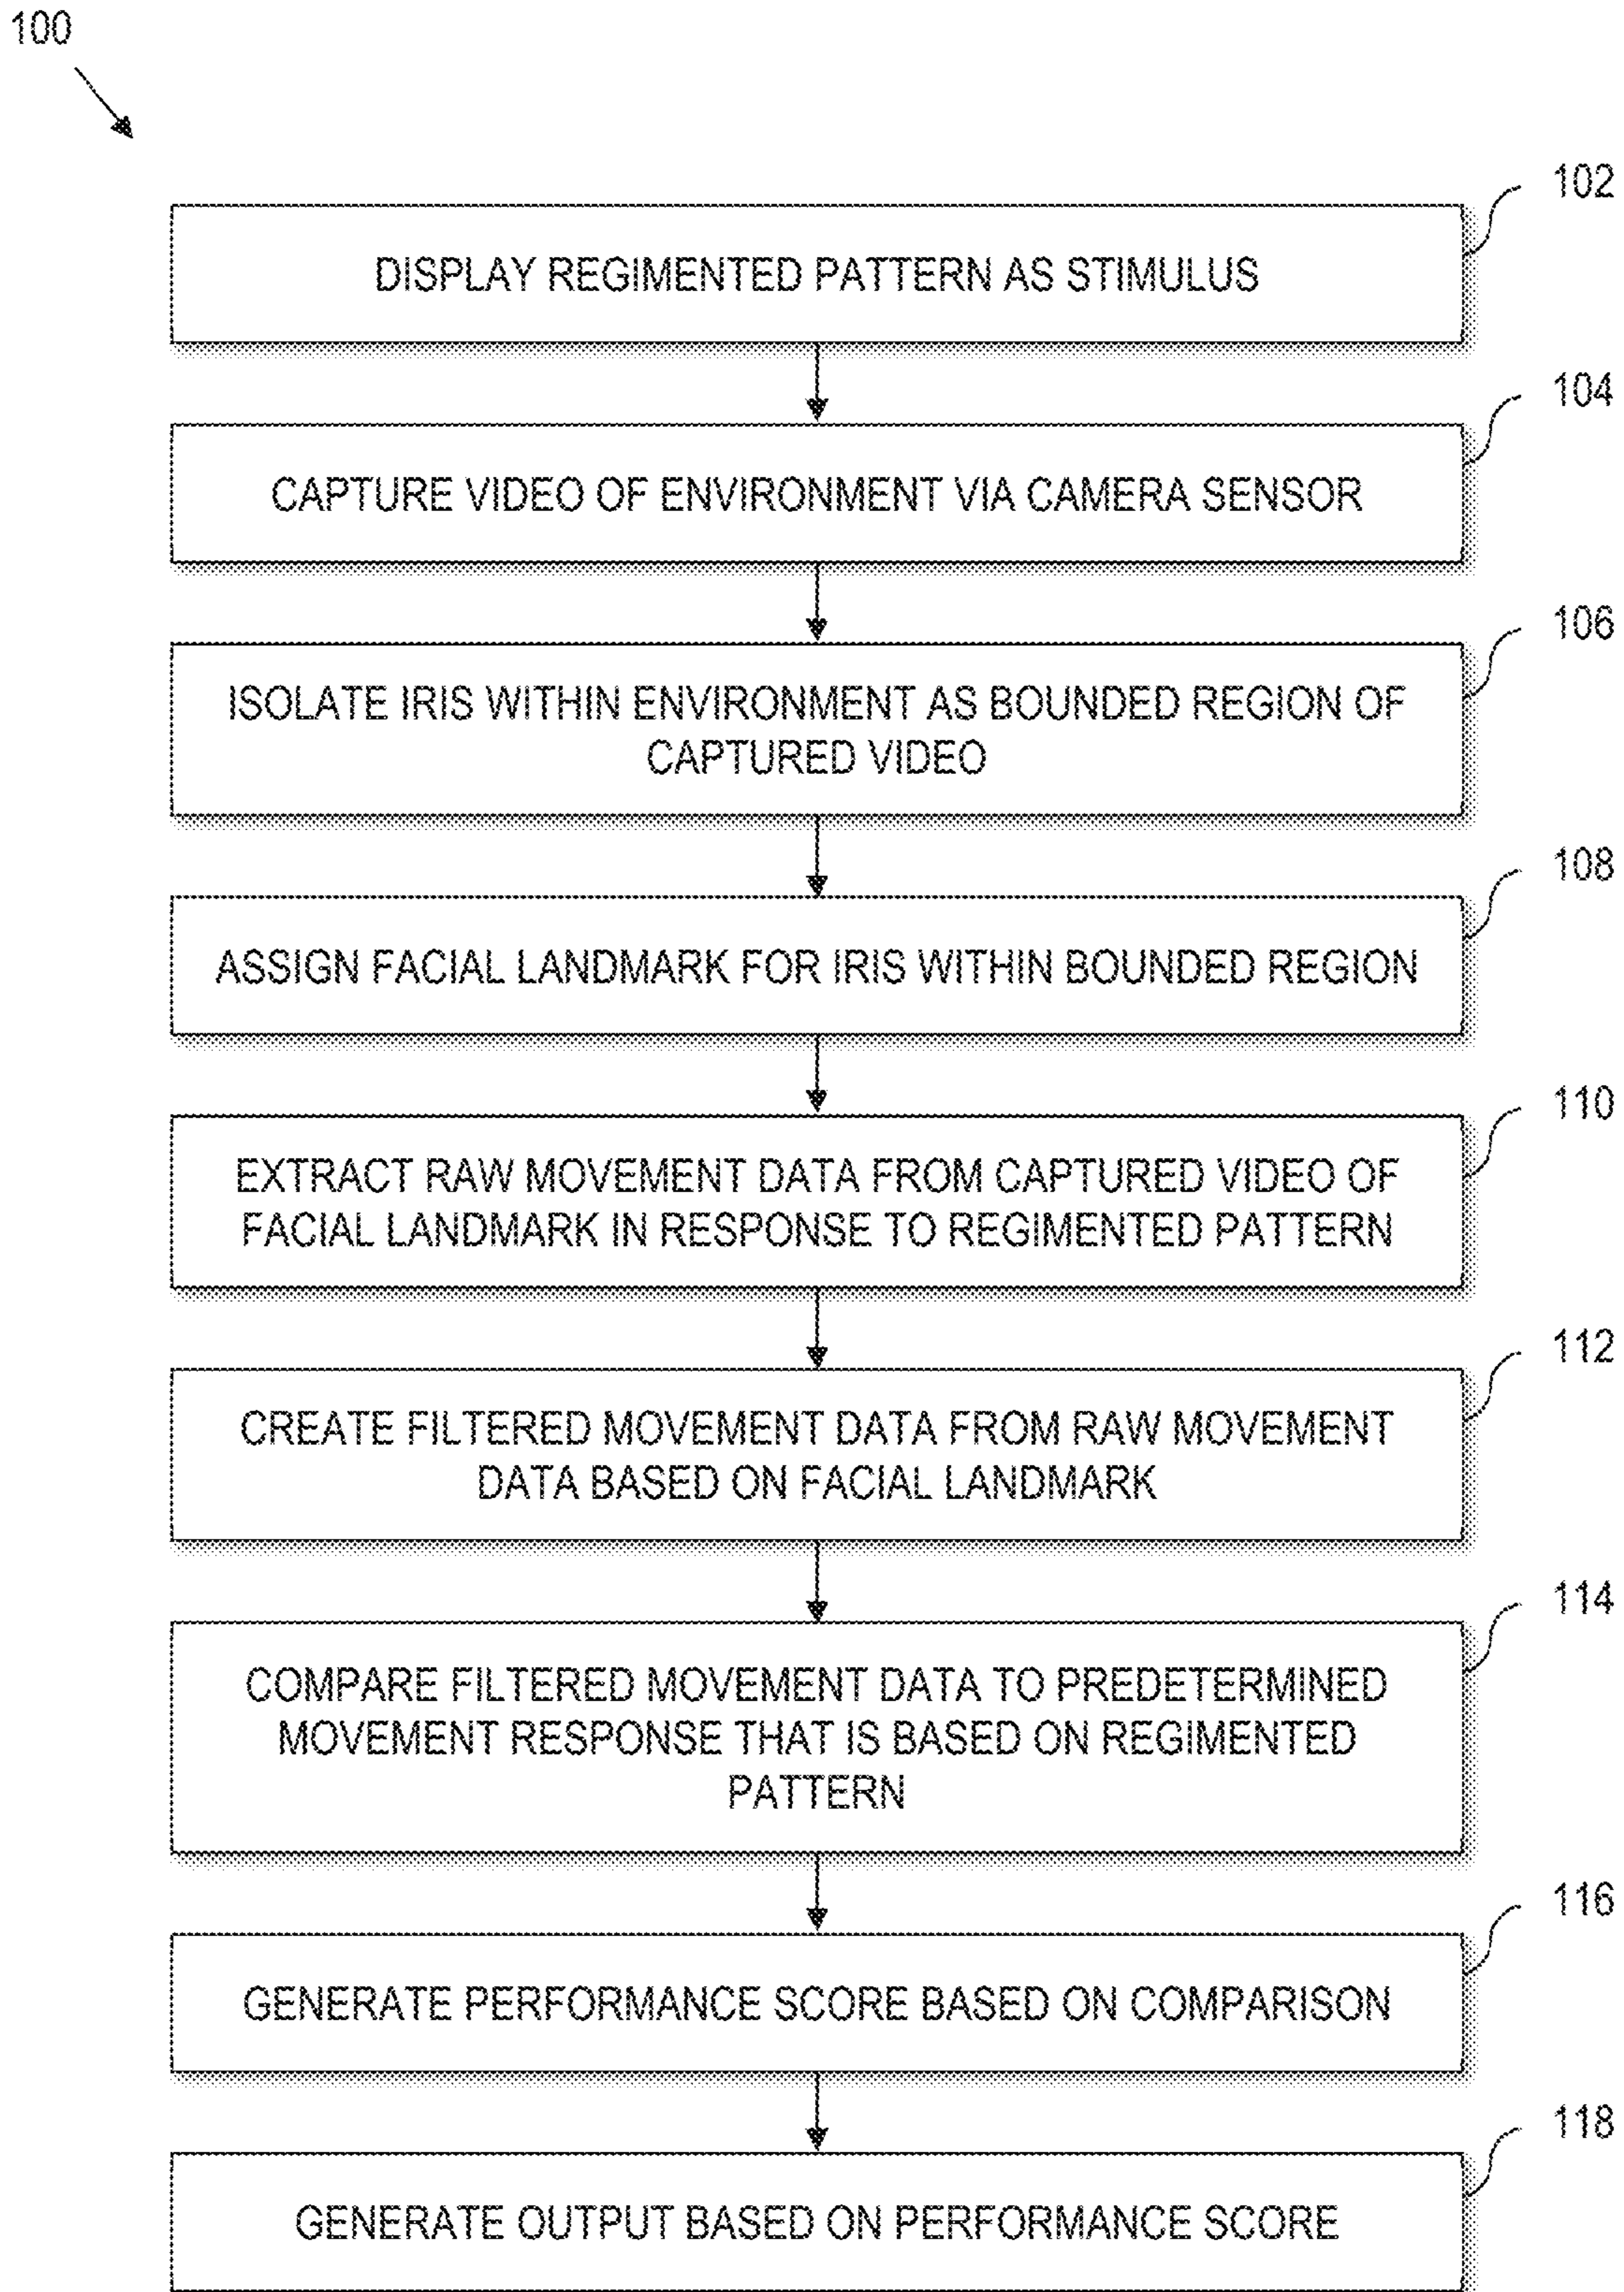 100
102
DISPLAY REGIMENTED PATTERN AS STIMULUS
104
CAPTURE VIDEO OF ENVIRONMENT VIA CAMERA SENSOR
106
ISOLATE IRIS WITHIN ENVIRONMENT AS BOUNDED REGION OF
CAPTURED VIDEO
108
ASSIGN FACIAL LANDMARK FOR IRIS WITHIN BOUNDED REGION
110
EXTRACT RAW MOVEMENT DATA FROM CAPTURED VIDEO OF
FACIAL LANDMARK IN RESPONSE TO REGIMENTED PATTERN
112
CREATE FILTERED MOVEMENT DATA FROM RAW MOVEMENT
DATA BASED ON FACIAL LANDMARK
114
COMPARE FILTERED MOVEMENT DATA TO PREDETERMINED
MOVEMENT RESPONSE THAT IS BASED ON REGIMENTED
PATTERN
116
GENERATE PERFORMANCE SCORE BASED ON COMPARISON
118
GENERATE OUTPUT BASED ON PERFORMANCE SCORE